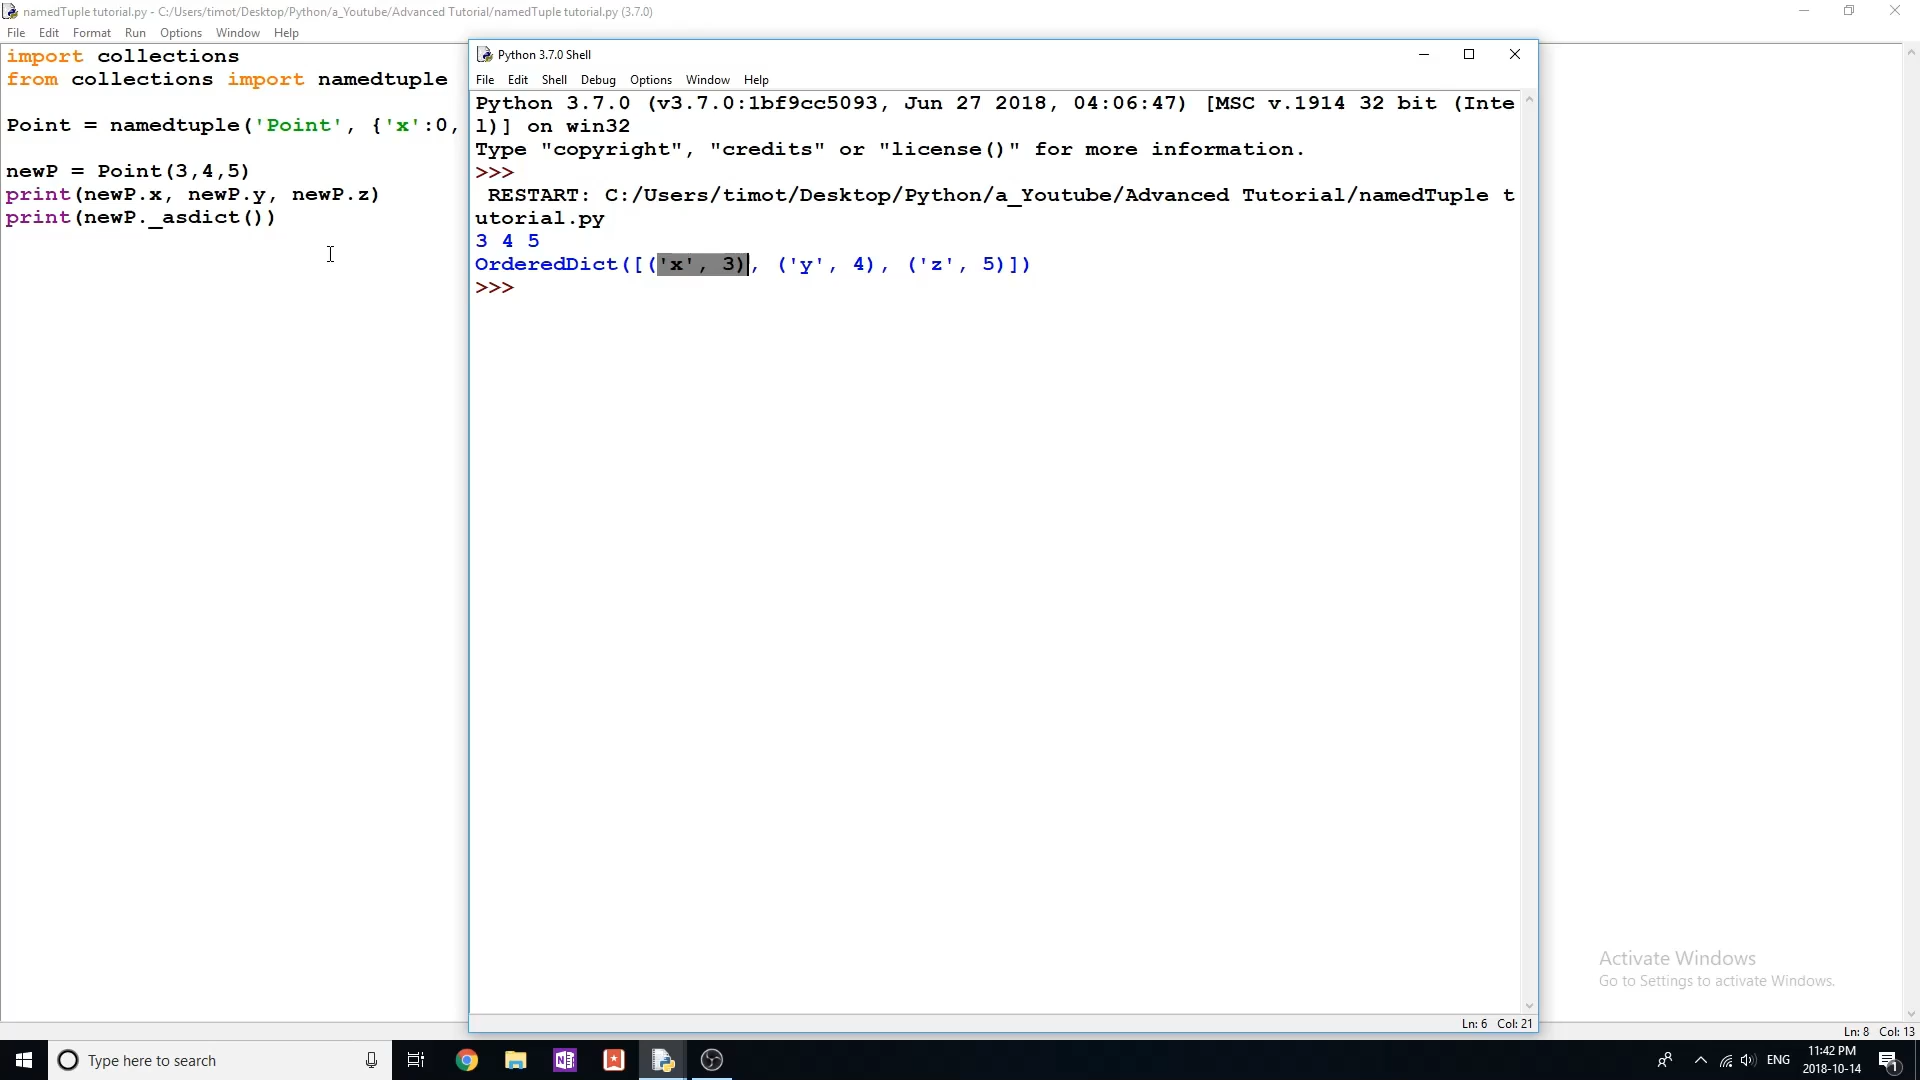 namedTuple tutorial.py - C:/Users/timot/Desktop/Python/a_Youtube/Advanced Tutorial/namedTuple tutorial.py (3.7.0)
File Edit Format Run Options Window Help
import collections
from collections import namedtuple
Point = namedtuple('Point', {'x':0,
newP = Point(3,4,5)
print(newP.x, newP.y, newP.z)
print(newP._asdict())
Python 3.7.0 Shell
File Edit Shell Debug Options Window Help
Python 3.7.0 (v3.7.0:1bf9cc5093, Jun 27 2018, 04:06:47) [MSC v.1914 32 bit (Inte
l)] on win32
Type "copyright", "credits" or "license()" for more information.
>>>
RESTART: C:/Users/timot/Desktop/Python/a_Youtube/Advanced Tutorial/namedTuple t
utorial.py
3 4 5
OrderedDict([('x', 3), ('y', 4), ('z', 5)])
>>>
Activate Windows
Go to Settings to activate Windows.
Ln: 6 Col: 21
Ln: 8 Col: 13
Type here to search
ENG
11:42 PM
2018-10-14
1